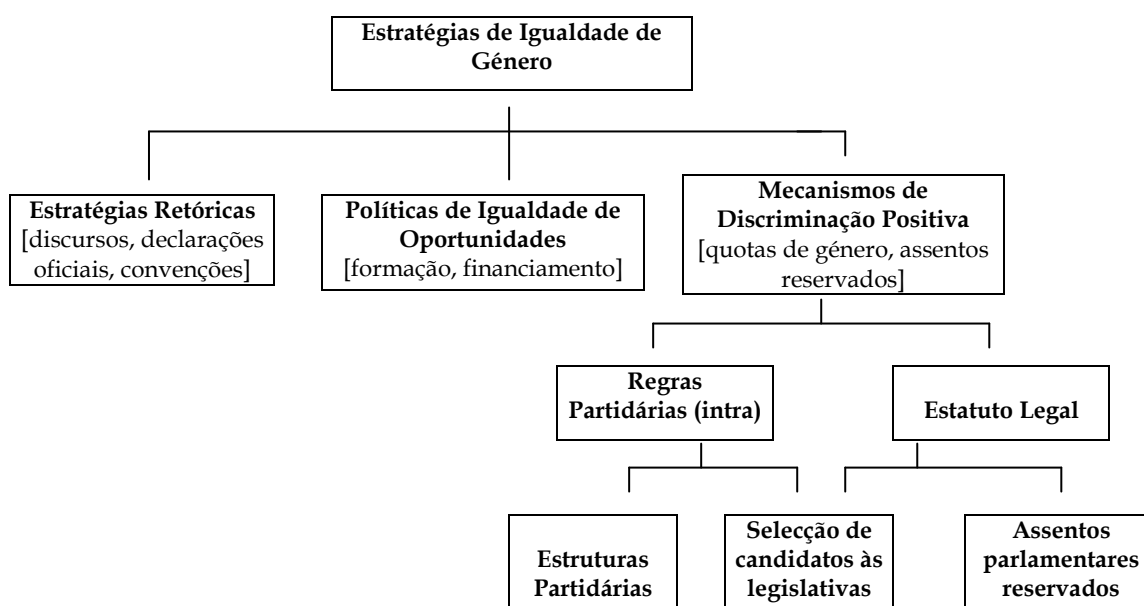 Estratégias de Igualdade de
Género
Estratégias Retóricas
[discursos, declarações
oficiais, convenções]
Políticas de Igualdade de
Oportunidades
[formação, financiamento]
Mecanismos de
Discriminação Positiva
[quotas de género, assentos
reservados]
Regras
Partidárias (intra)
Estatuto Legal
Estruturas
Partidárias
Selecção de
candidatos às
legislativas
Assentos
parlamentares
reservados